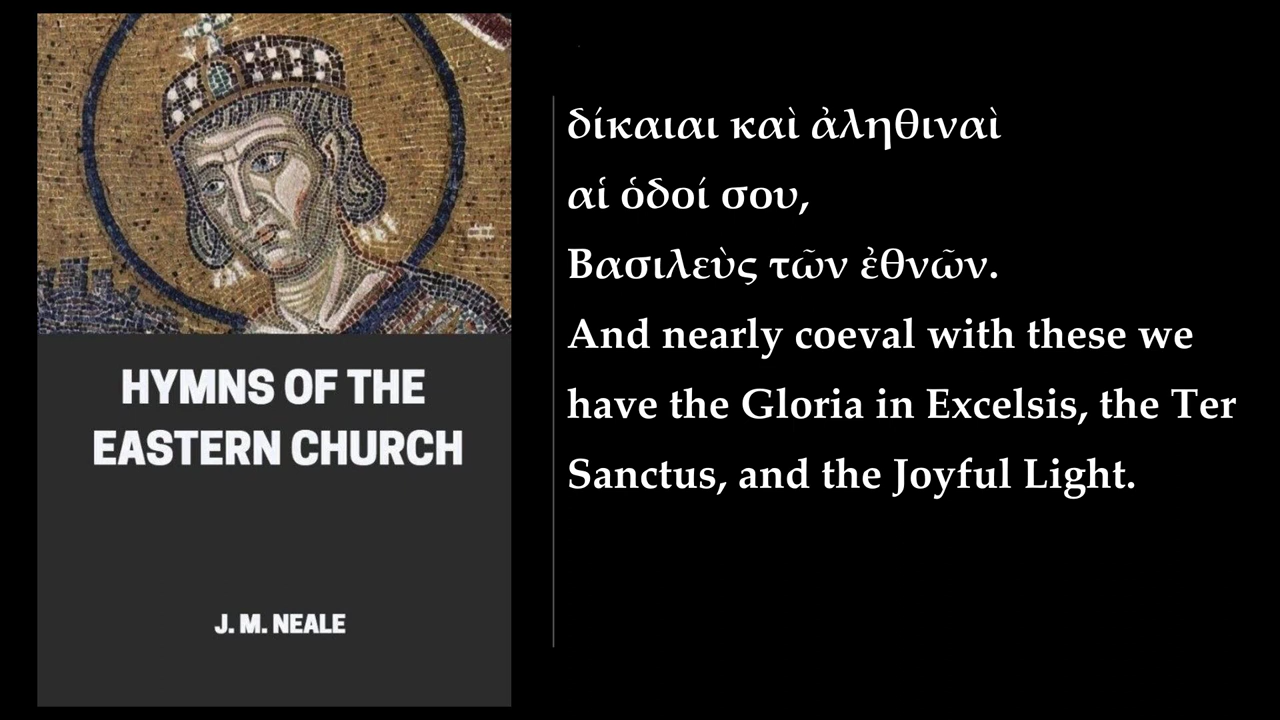 HYMNS OF THE
EASTERN CHURCH
J. M. NEALE
δίκαιαι καὶ ἀληθιναὶ
αἱ ὁδοί σου,
Βασιλεὺς τῶν ἐθνῶν.
And nearly coeval with these we
have the Gloria in Excelsis, the Ter
Sanctus, and the Joyful Light.